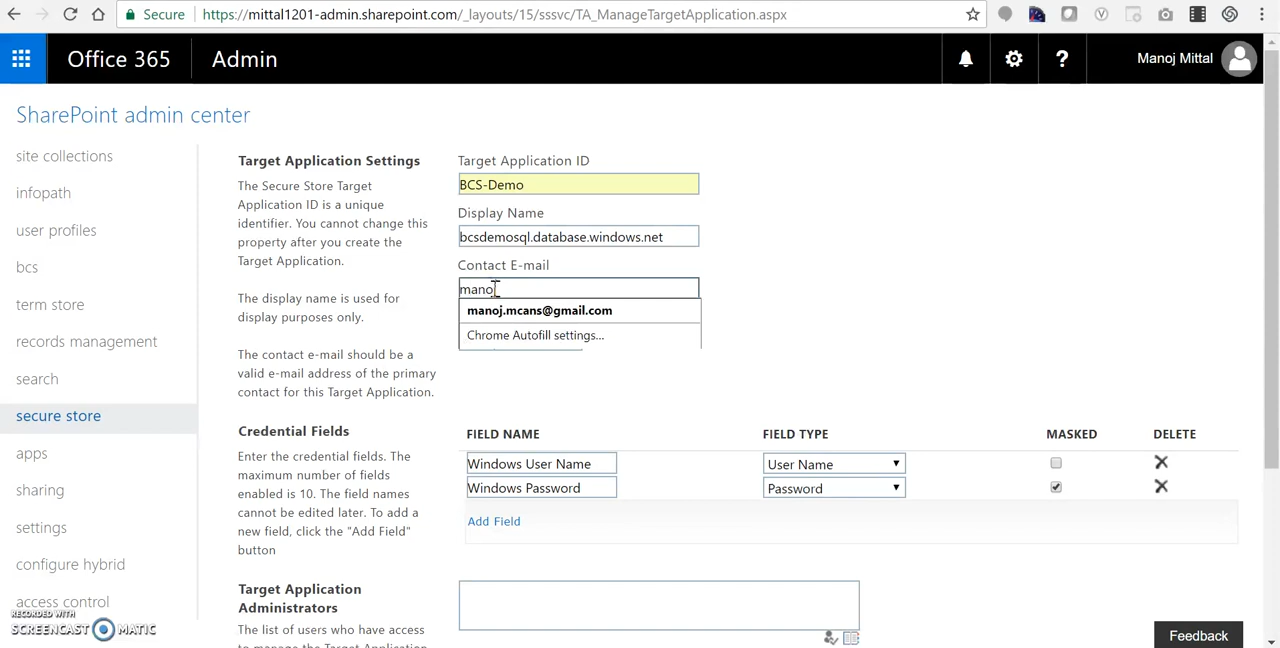 Secure https://mittal1201-admin.sharepoint.com/_layouts/15/sssvc/TA_ManageTargetApplication.aspx
Office 365 Admin ? Manoj Mittal
SharePoint admin center
site collections
infopath
user profiles
bcs
term store
records management
search
secure store
apps
sharing
settings
configure hybrid
access control
RECORDED WITH
SCREENCAST MATIC
Target Application Settings
The Secure Store Target
Application ID is a unique
identifier. You cannot change this
property after you create the
Target Application.
The display name is used for
display purposes only.
The contact e-mail should be a
valid e-mail address of the primary
contact for this Target Application.
Target Application ID
BCS-Demo
Display Name
bcsdemosql.database.windows.net
Contact E-mail
manoj
manoj.mcans@gmail.com
Chrome Autofill settings...
Credential Fields
Enter the credential fields. The
maximum number of fields
enabled is 10. The field names
cannot be edited later. To add a
new field, click the "Add Field"
button
FIELD NAME FIELD TYPE MASKED DELETE
Windows User Name User Name
Windows Password Password
Add Field
Target Application
Administrators
The list of users who have access
to manage the Target Application
Feedback